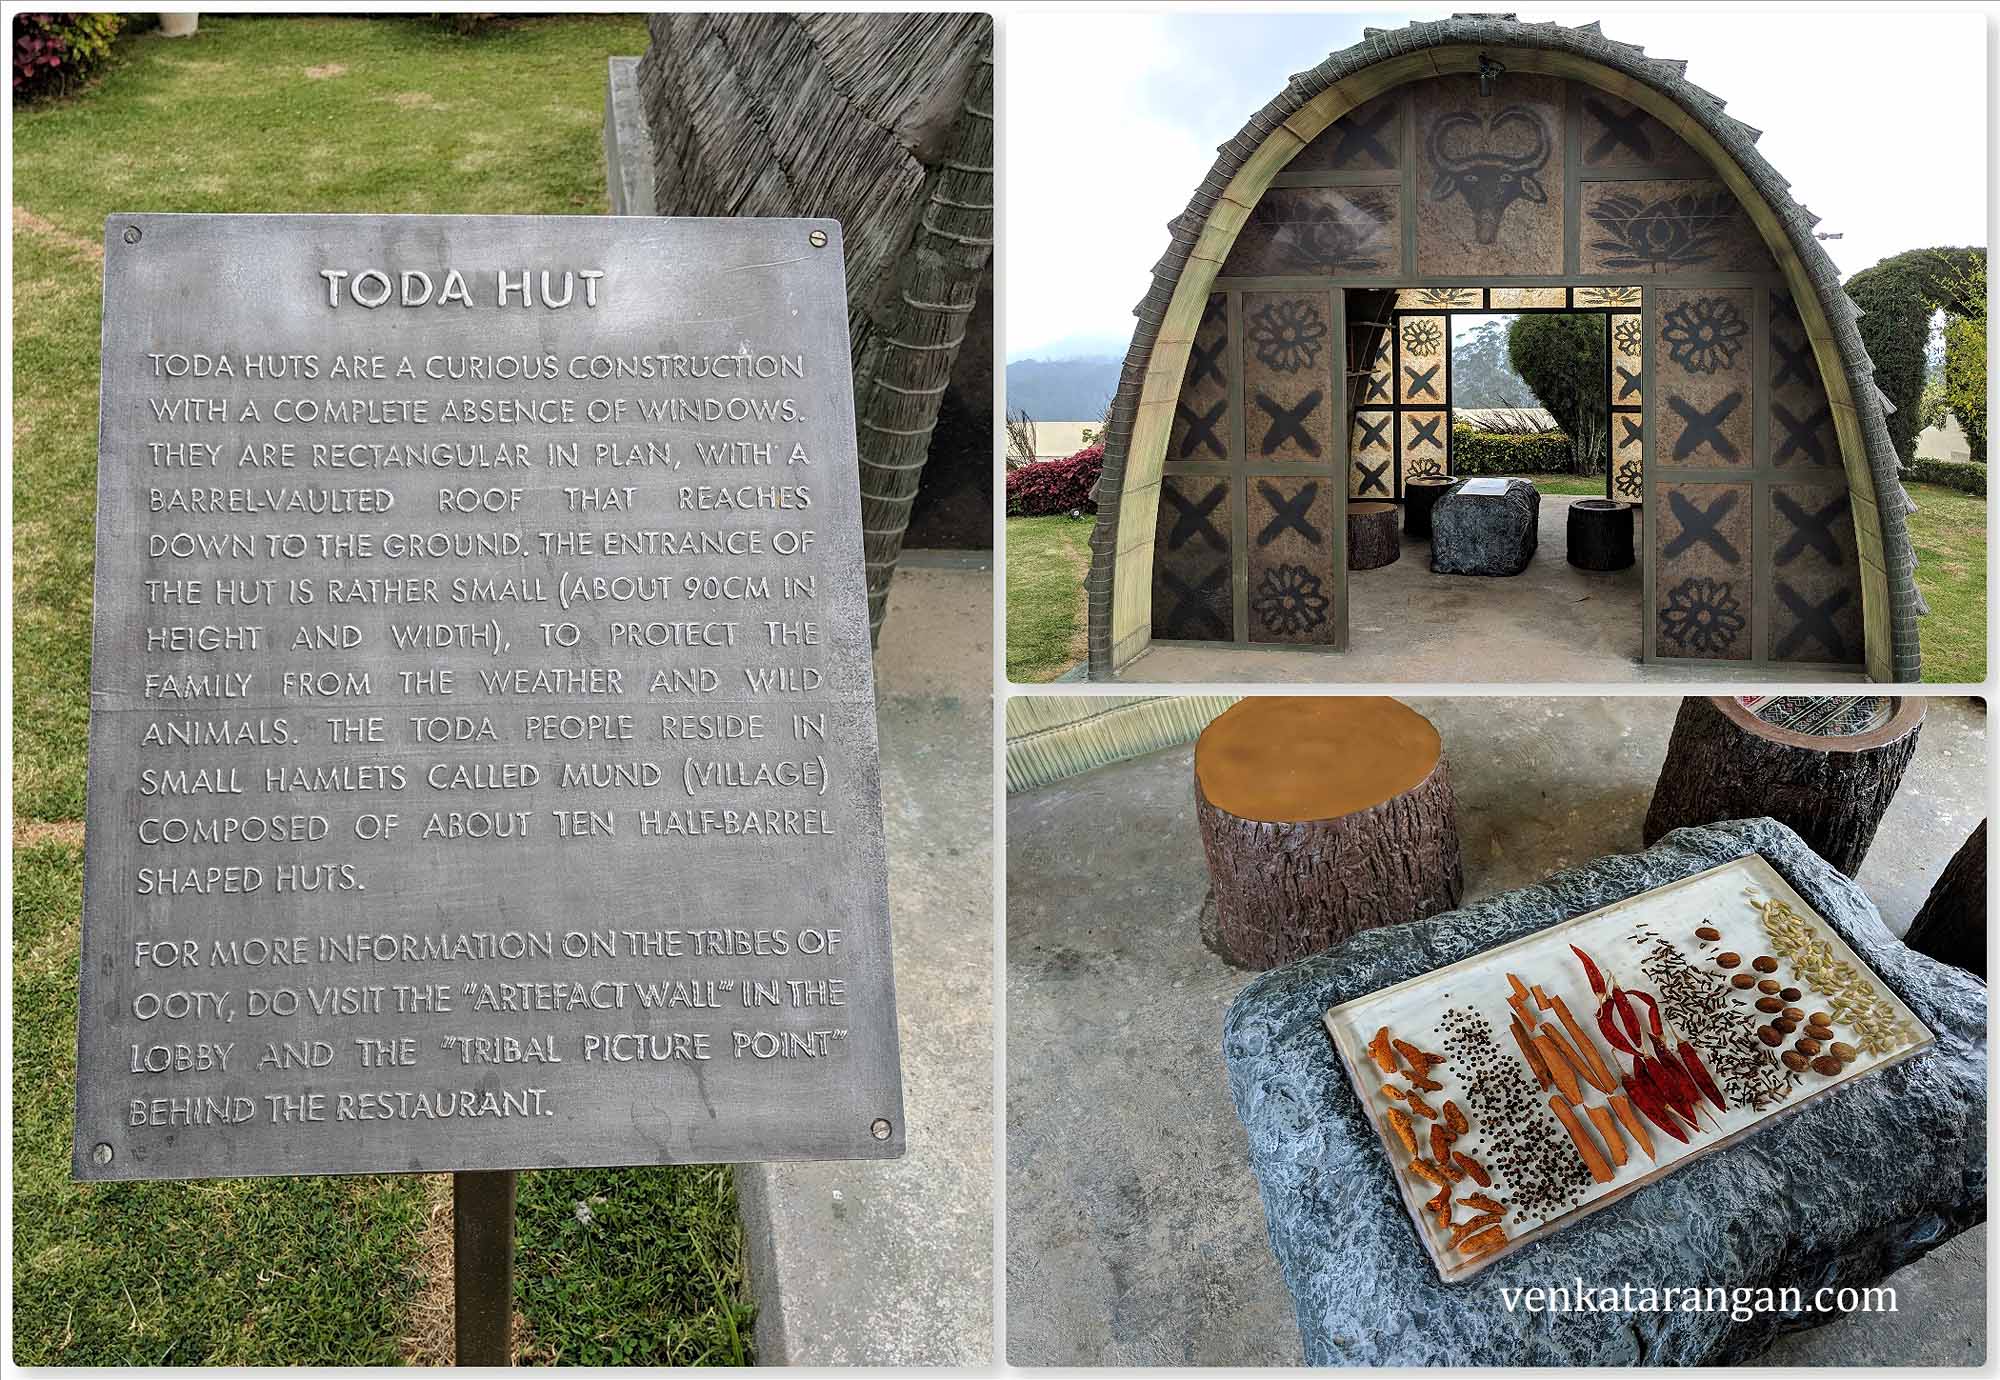 TODA HUT
TODA HUTS ARE A CURIOUS CONSTRUCTION
WITH A COMPLETE ABSENCE OF WINDOWS.
THEY ARE RECTANGULAR IN PLAN, WITH A
BARREL-VAULTED ROOF THAT REACHES
DOWN TO THE GROUND. THE ENTRANCE OF
THE HUT IS RATHER SMALL (ABOUT 90CM IN
HEIGHT AND WIDTH), TO PROTECT THE
FAMILY FROM THE WEATHER AND WILD
ANIMALS. THE TODA PEOPLE RESIDE IN
SMALL HAMLETS CALLED MUND (VILLAGE)
COMPOSED OF ABOUT TEN HALF-BARREL
SHAPED HUTS.
FOR MORE INFORMATION ON THE TRIBES OF
OOTY, DO VISIT THE "ARTEFACT WALL" IN THE
LOBBY AND THE "TRIBAL PICTURE POINT"
BEHIND THE RESTAURANT.
venkatarangan.com